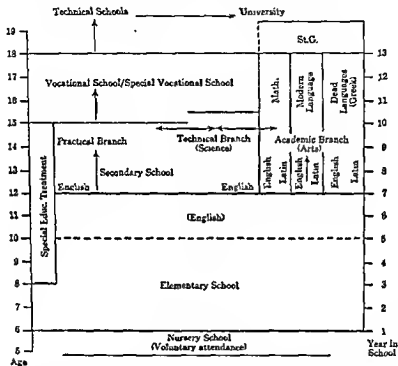 Technical Schools
University
19
St.G.
18
13
17
12
Vocational School/Special Vocational School
Math.
Modern
Language
Dead
Languages
(Greek)
16
11
15
10
Practical Branch
Technical Branch
(Science)
Academic Branch
(Arts)
14
9
13
8
Secondary School
English
English
English
Latin
English
Latin
English
Latin
12
7
Special Educ. Treatment
(English)
11
6
10
5
9
4
Elementary School
8
3
7
2
6
1
Nursery School
(Voluntary attendance)
5
Age
Year in
School